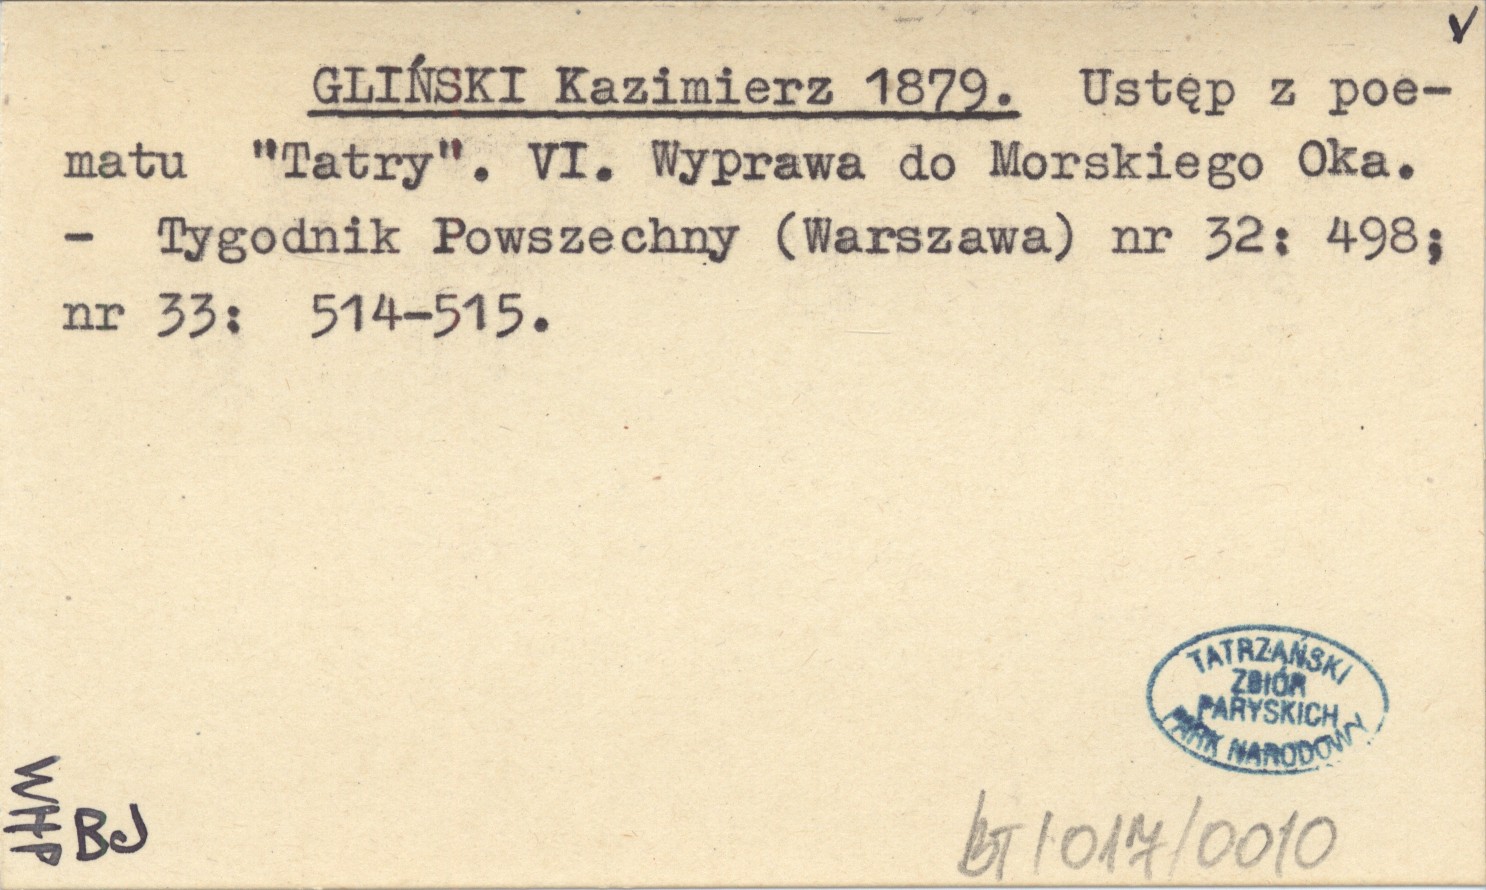 V
GLIŃSKI Kazimierz 1879. Ustęp z poe-
matu "Tatry". VI. Wyprawa do Morskiego Oka.
- Tygodnik Powszechny (Warszawa) nr 32: 498;
nr 33: 514-515.
TATRZAŃSKI
ZBIÓR
PARYSKICH
PARK NARODOWY
WHP
BJ
BT/017/0010